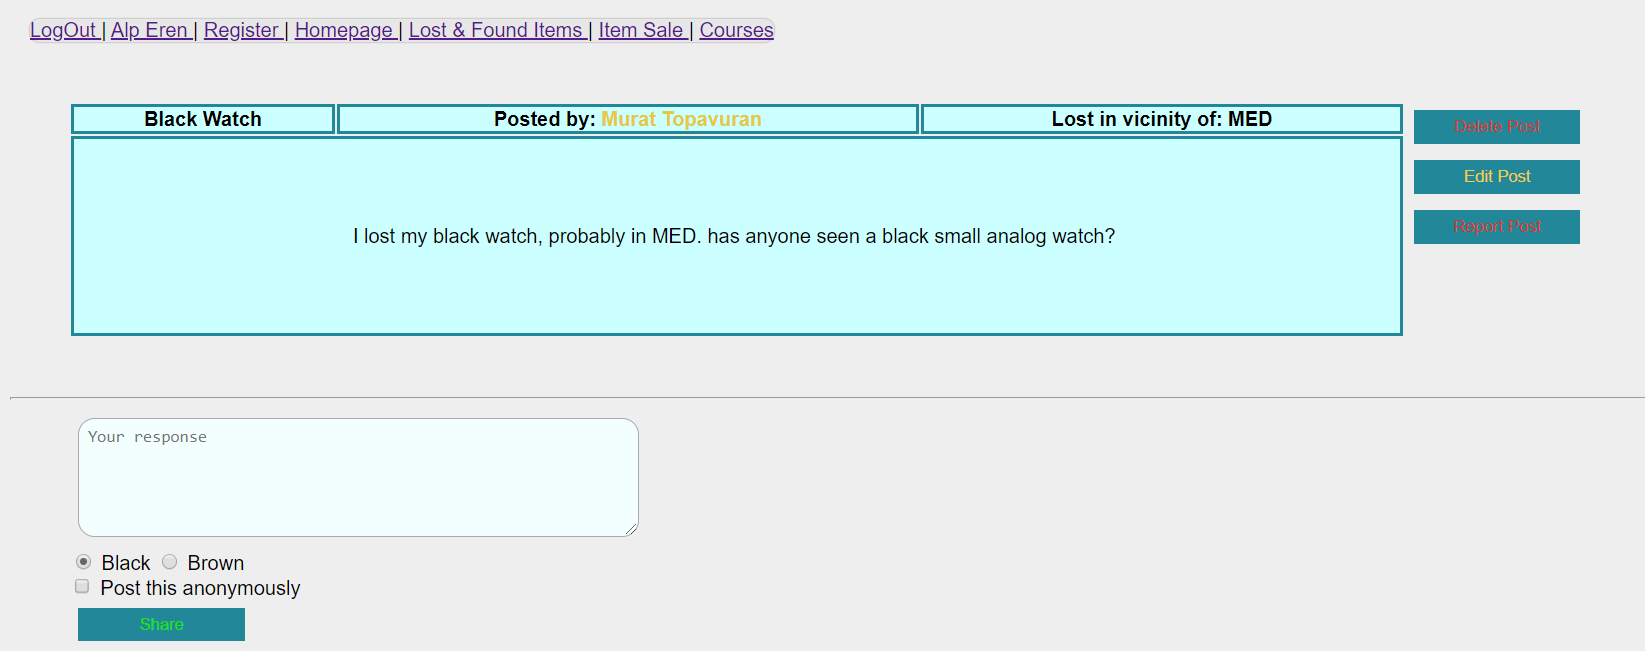 LogOut | Alp Eren | Register | Homepage | Lost & Found Items | Item Sale | Courses
Black Watch Posted by: Murat Topavuran Lost in vicinity of: MED
Delete Post
Edit Post
Report Post
I lost my black watch, probably in MED. has anyone seen a black small analog watch?
Your response
Black Brown
Post this anonymously
Share